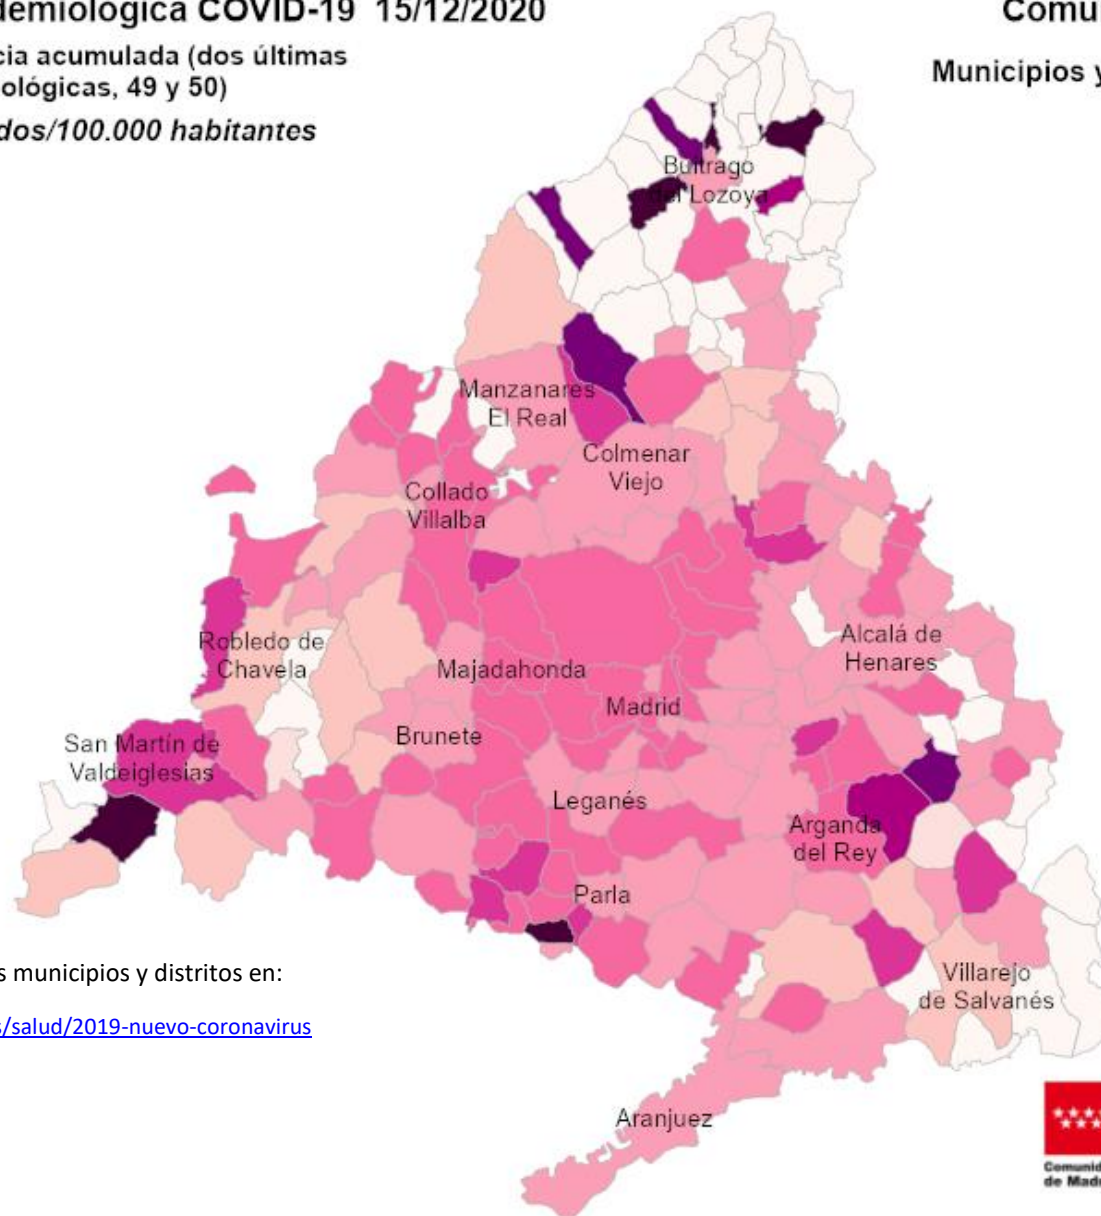 demiológica COVID-19 15/12/2020
Comu
cia acumulada (dos últimas
ológicas, 49 y 50)
Municipios y
dos/100.000 habitantes
Buitrago
del Lozoya
Manzanares
El Real
Colmenar
Viejo
Collado
Villalba
Robledo de
Chavela
Majadahonda
Alcalá de
Henares
Madrid
San Martín de
Valdeiglesias
Brunete
Leganés
Arganda
del Rey
Parla
s municipios y distritos en:
Villarejo
de Salvanés
s/salud/2019-nuevo-coronavirus
Aranjuez
Comunid
de Madr